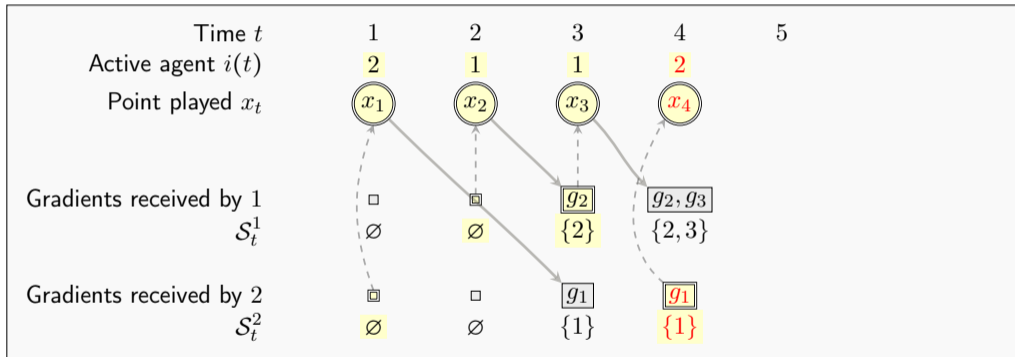 Time t 1 2 3 4 5
Active agent i(t) 2 1 1 2
Point played x_t x_1 x_2 x_3 x_4
Gradients received by 1 g_2 g_2, g_3
S_t^1 ∅ ∅ {2} {2, 3}
Gradients received by 2 g_1 g_1
S_t^2 ∅ ∅ {1} {1}